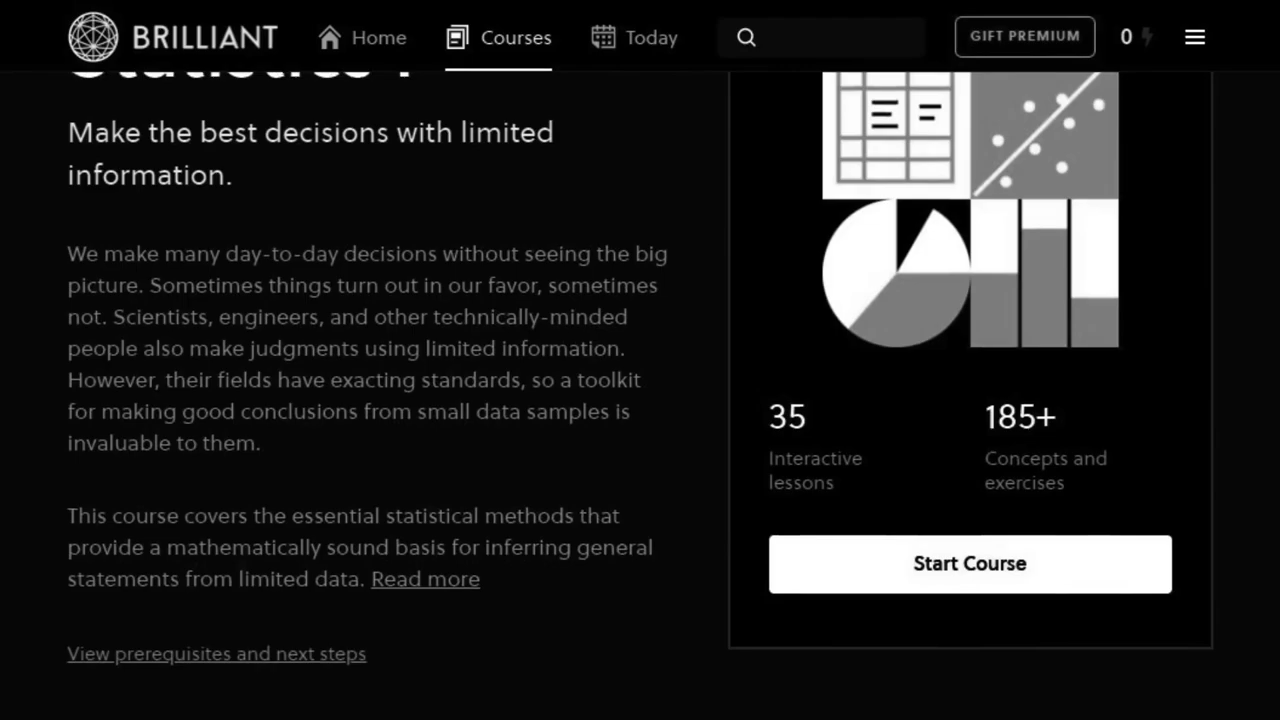 BRILLIANT Home Courses Today GIFT PREMIUM 0
Make the best decisions with limited
information.
We make many day-to-day decisions without seeing the big
picture. Sometimes things turn out in our favor, sometimes
not. Scientists, engineers, and other technically-minded
people also make judgments using limited information.
However, their fields have exacting standards, so a toolkit
for making good conclusions from small data samples is
invaluable to them.
This course covers the essential statistical methods that
provide a mathematically sound basis for inferring general
statements from limited data. Read more
View prerequisites and next steps
35
Interactive
lessons
185+
Concepts and
exercises
Start Course